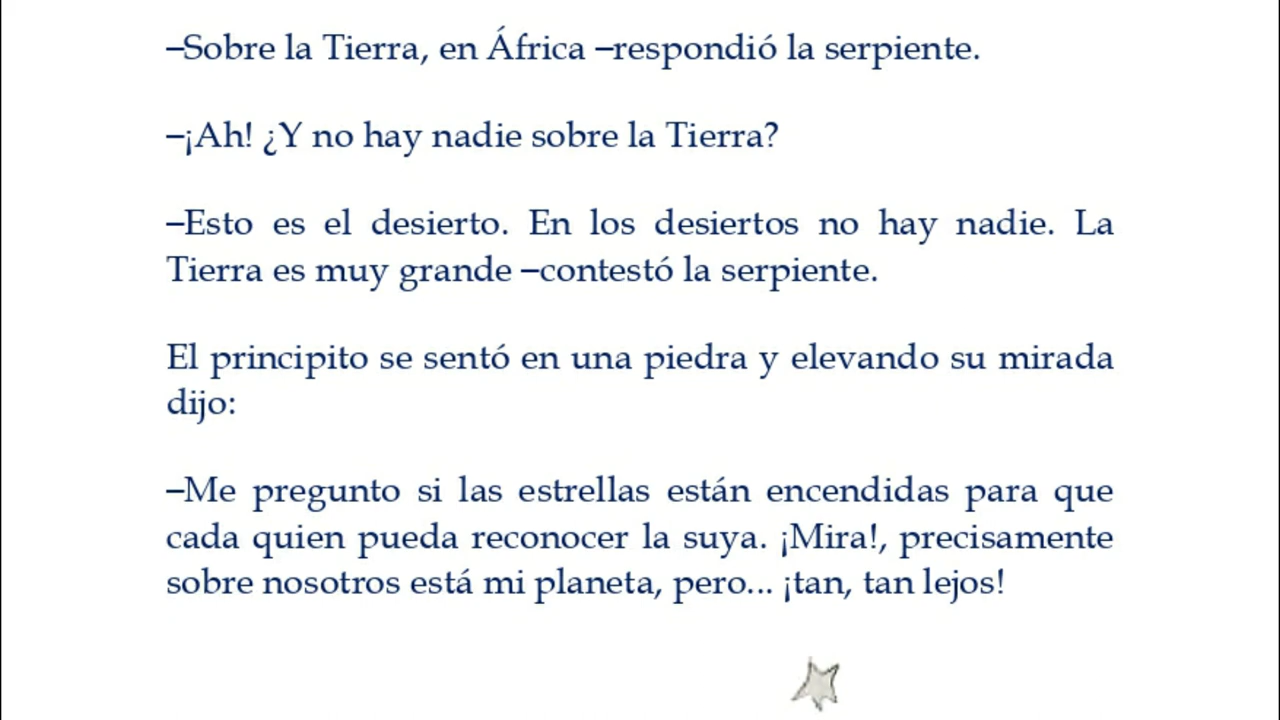 –Sobre la Tierra, en África –respondió la serpiente.
–¡Ah! ¿Y no hay nadie sobre la Tierra?
–Esto es el desierto. En los desiertos no hay nadie. La
Tierra es muy grande –contestó la serpiente.
El principito se sentó en una piedra y elevando su mirada
dijo:
–Me pregunto si las estrellas están encendidas para que
cada quien pueda reconocer la suya. ¡Mira!, precisamente
sobre nosotros está mi planeta, pero... ¡tan, tan lejos!